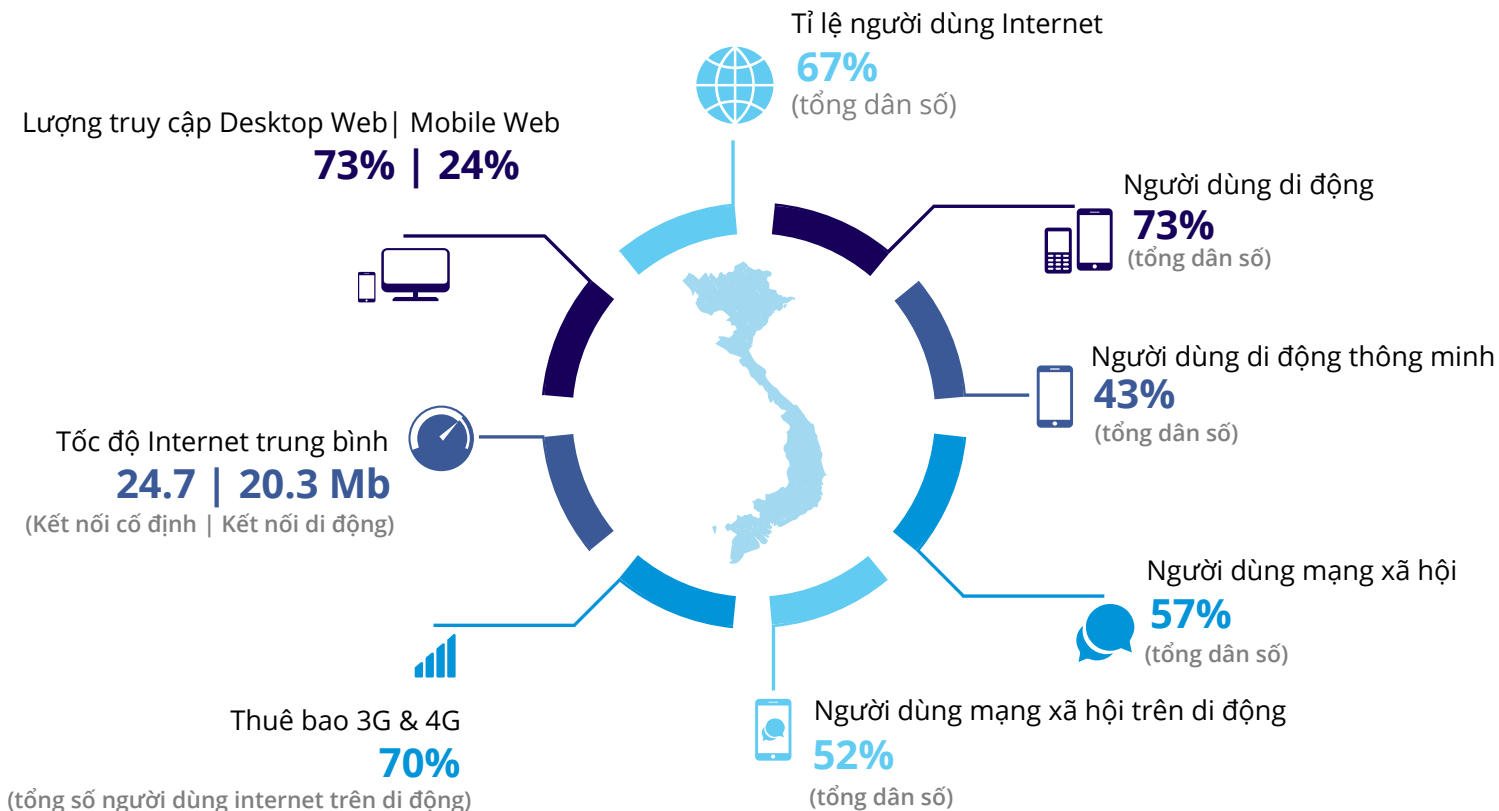 Tỉ lệ người dùng Internet
67%
(tổng dân số)
Lượng truy cập Desktop Web| Mobile Web
73% | 24%
Người dùng di động
73%
(tổng dân số)
Người dùng di động thông minh
43%
(tổng dân số)
Tốc độ Internet trung bình
24.7 | 20.3 Mb
(Kết nối cố định | Kết nối di động)
Người dùng mạng xã hội
57%
(tổng dân số)
Thuê bao 3G & 4G
70%
(tổng số người dùng internet trên di động)
Người dùng mạng xã hội trên di động
52%
(tổng dân số)